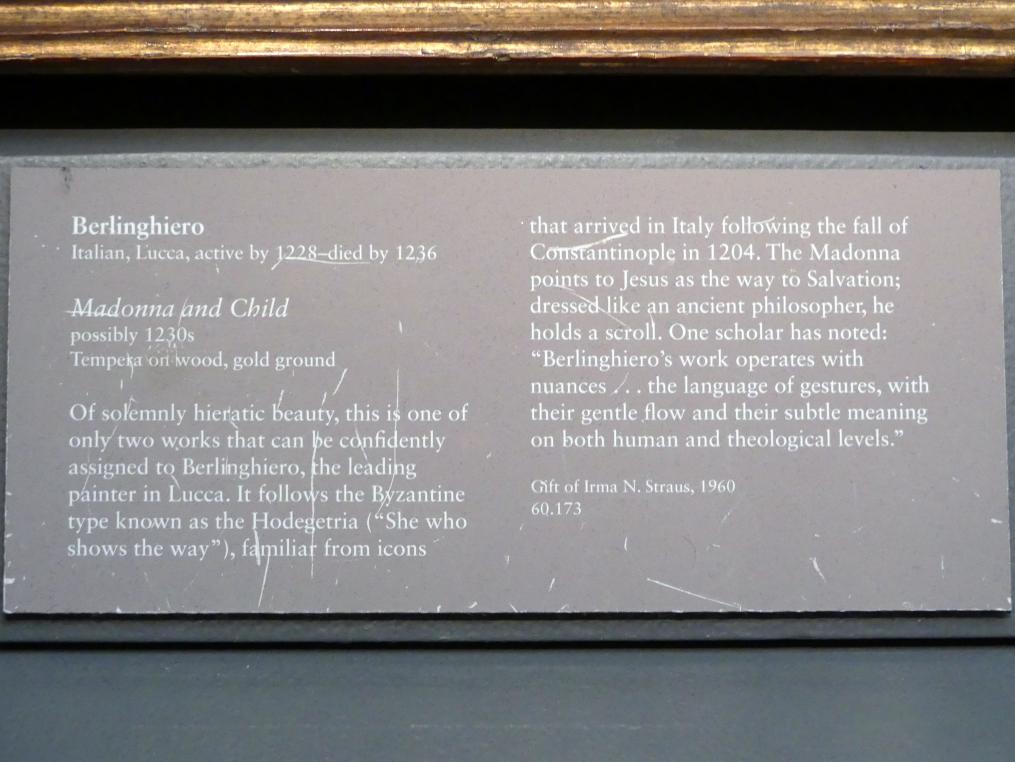 Berlinghiero
Italian, Lucca, active by 1228–died by 1236
Madonna and Child
possibly 1230s
Tempera on wood, gold ground
Of solemnly hieratic beauty, this is one of
only two works that can be confidently
assigned to Berlinghiero, the leading
painter in Lucca. It follows the Byzantine
type known as the Hodegetria (“She who
shows the way”), familiar from icons
that arrived in Italy following the fall of
Constantinople in 1204. The Madonna
points to Jesus as the way to Salvation;
dressed like an ancient philosopher, he
holds a scroll. One scholar has noted:
“Berlinghiero’s work operates with
nuances . . . the language of gestures, with
their gentle flow and their subtle meaning
on both human and theological levels.”
Gift of Irma N. Straus, 1960
60.173